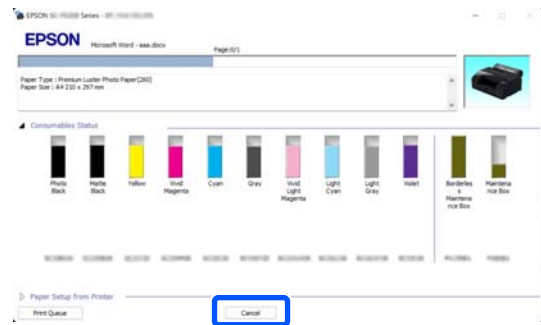 EPSON Series -
EPSON
Microsoft Word - aaa.docx
Page:0/1
Paper Type : Premium Luster Photo Paper(260)
Paper Size : A4 210 x 297 mm
Consumables Status
Photo Black
Matte Black
Yellow
Vivid Magenta
Cyan
Gray
Vivid Light Magenta
Light Cyan
Light Gray
Violet
Borderles s Maintena nce Box
Maintena nce Box
Paper Setup from Printer
Print Queue
Cancel